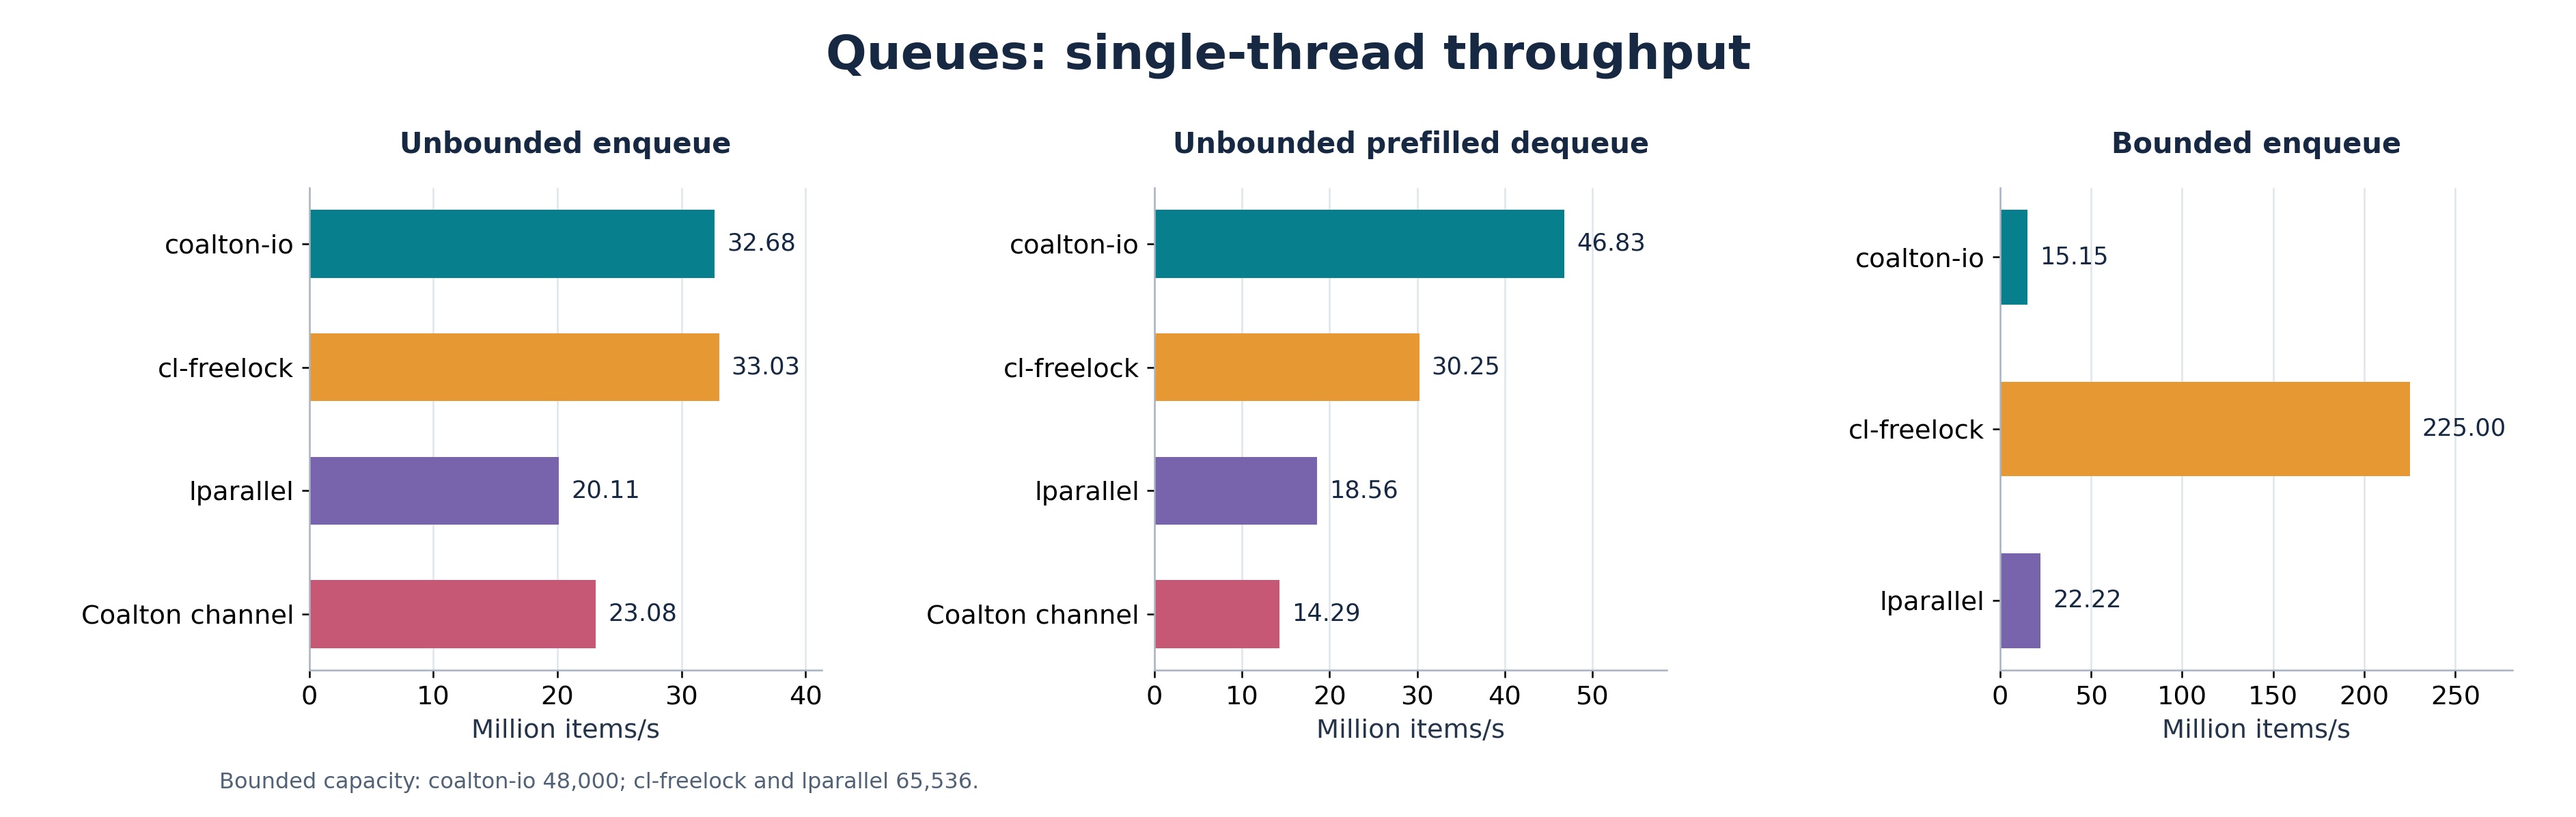 Queues: single-thread throughput
Unbounded enqueue
coalton-io 32.68
cl-freelock 33.03
lparallel 20.11
Coalton channel 23.08
0 10 20 30 40
Million items/s
Unbounded prefilled dequeue
coalton-io 46.83
cl-freelock 30.25
lparallel 18.56
Coalton channel 14.29
0 10 20 30 40 50
Million items/s
Bounded enqueue
coalton-io 15.15
cl-freelock 225.00
lparallel 22.22
0 50 100 150 200 250
Million items/s
Bounded capacity: coalton-io 48,000; cl-freelock and lparallel 65,536.